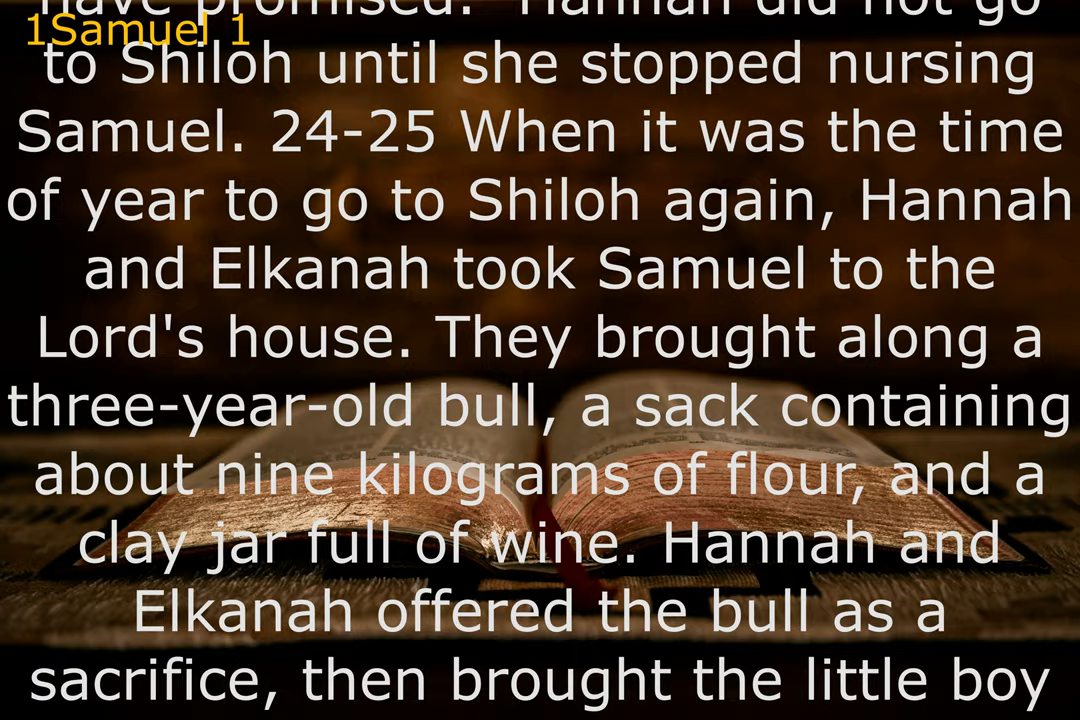 have promised." Hannah did not go
1Samuel 1
to Shiloh until she stopped nursing
Samuel. 24-25 When it was the time
of year to go to Shiloh again, Hannah
and Elkanah took Samuel to the
Lord's house. They brought along a
three-year-old bull, a sack containing
about nine kilograms of flour, and a
clay jar full of wine. Hannah and
Elkanah offered the bull as a
sacrifice, then brought the little boy